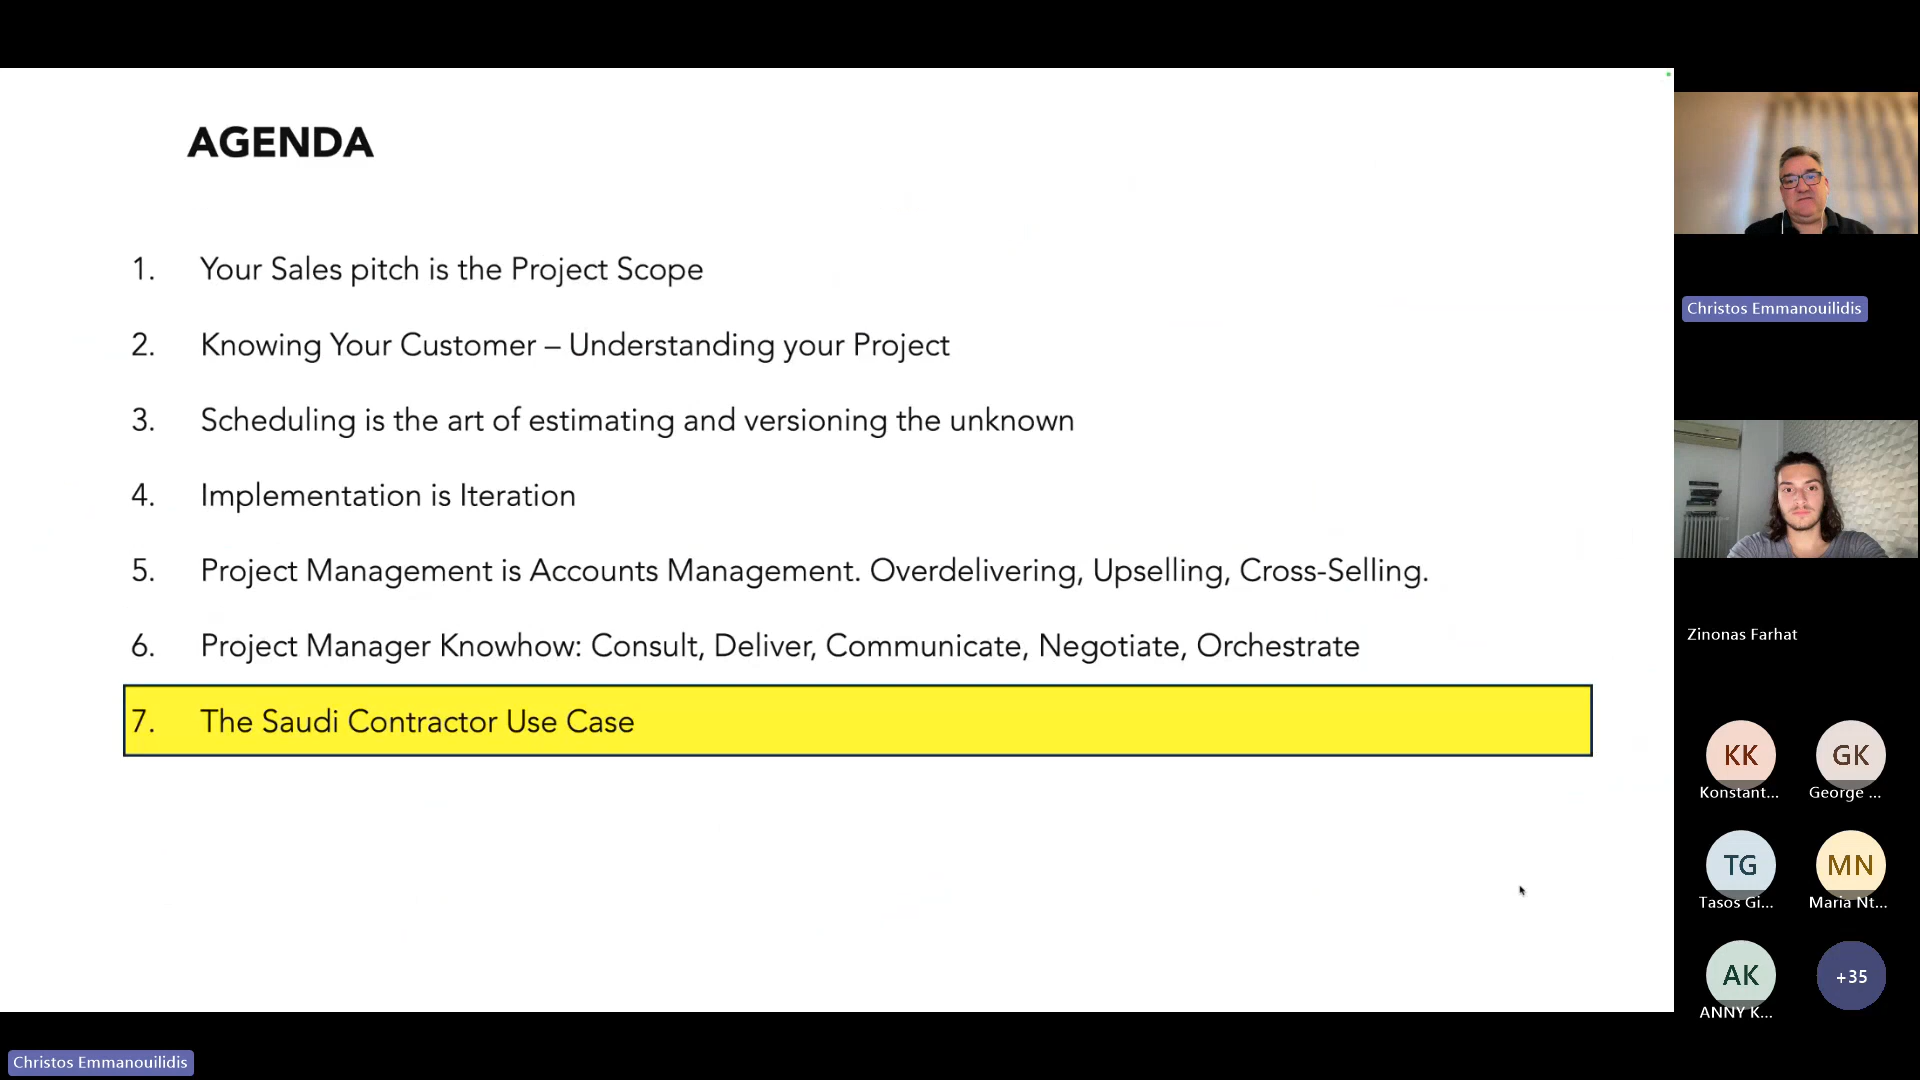 AGENDA
1. Your Sales pitch is the Project Scope
2. Knowing Your Customer – Understanding your Project
3. Scheduling is the art of estimating and versioning the unknown
4. Implementation is Iteration
5. Project Management is Accounts Management. Overdelivering, Upselling, Cross-Selling.
6. Project Manager Knowhow: Consult, Deliver, Communicate, Negotiate, Orchestrate
7. The Saudi Contractor Use Case
Christos Emmanouilidis
Zinonas Farhat
KK GK
Konstant... George ...
TG MN
Tasos Gi... Maria Nt...
AK +35
ANNY K...
Christos Emmanouilidis